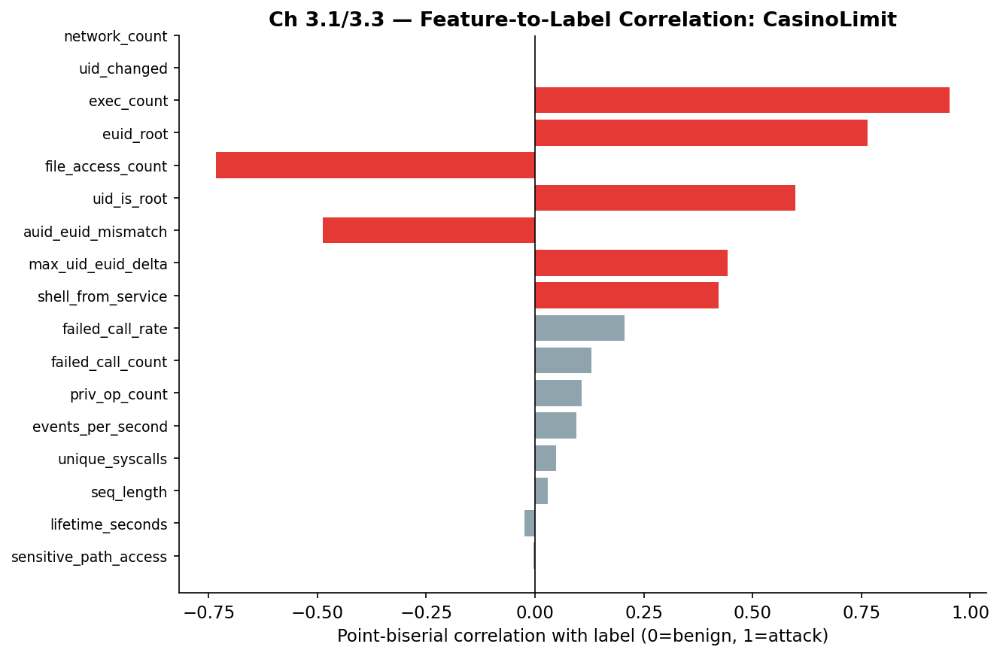 Ch 3.1/3.3 — Feature-to-Label Correlation: CasinoLimit
network_count
uid_changed
exec_count
euid_root
file_access_count
uid_is_root
auid_euid_mismatch
max_uid_euid_delta
shell_from_service
failed_call_rate
failed_call_count
priv_op_count
events_per_second
unique_syscalls
seq_length
lifetime_seconds
sensitive_path_access
−0.75 −0.50 −0.25 0.00 0.25 0.50 0.75 1.00
Point-biserial correlation with label (0=benign, 1=attack)